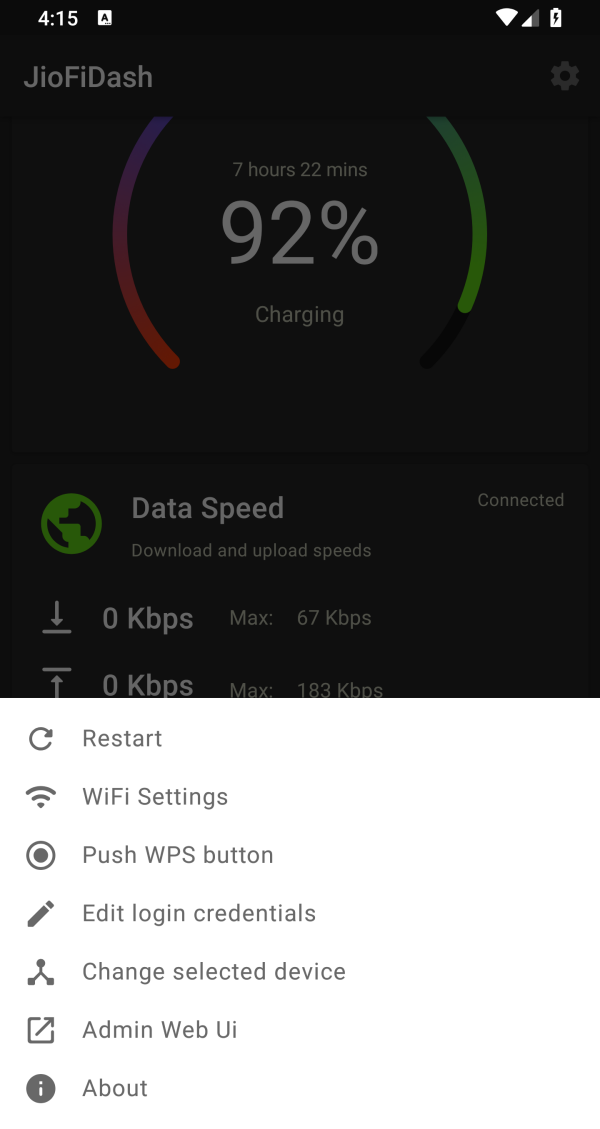 4:15
JioFiDash
7 hours 22 mins
92%
Charging
Data Speed
Connected
Download and upload speeds
0 Kbps Max: 67 Kbps
0 Kbps Max: 183 Kbps
Restart
WiFi Settings
Push WPS button
Edit login credentials
Change selected device
Admin Web Ui
About